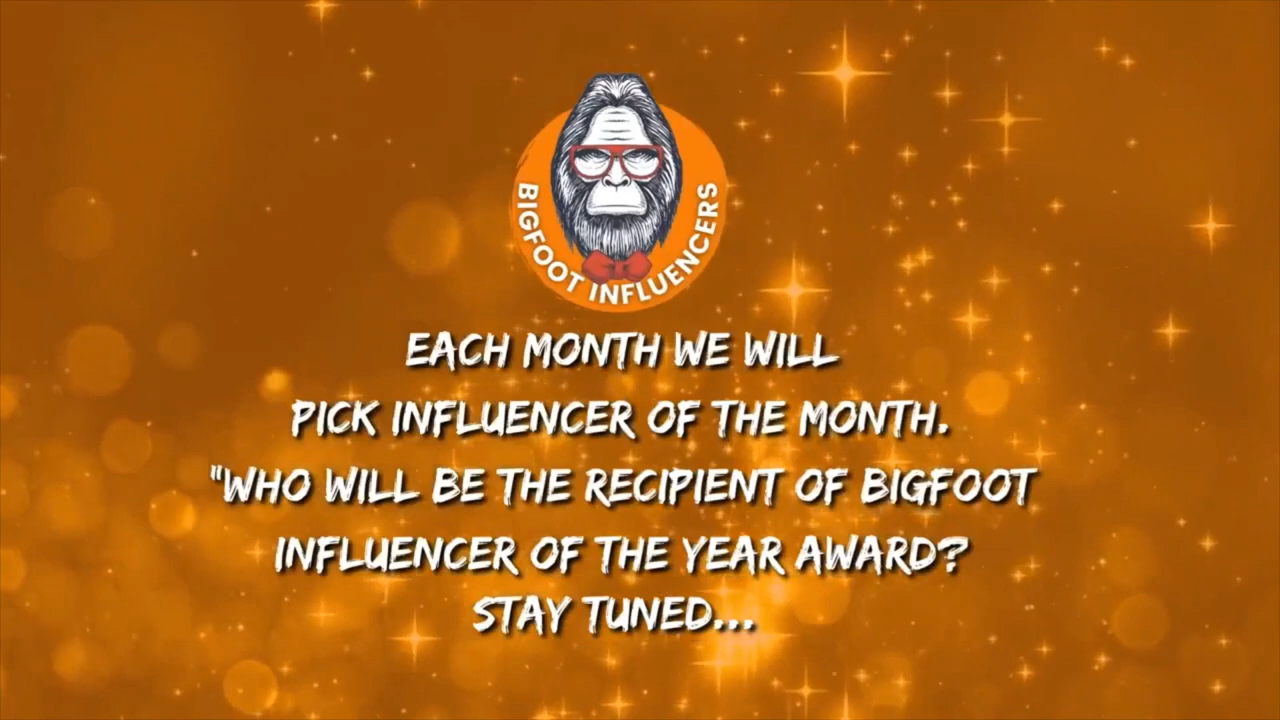 BIGFOOT INFLUENCERS
EACH MONTH WE WILL
PICK INFLUENCER OF THE MONTH.
"WHO WILL BE THE RECIPIENT OF BIGFOOT
INFLUENCER OF THE YEAR AWARD?
STAY TUNED...